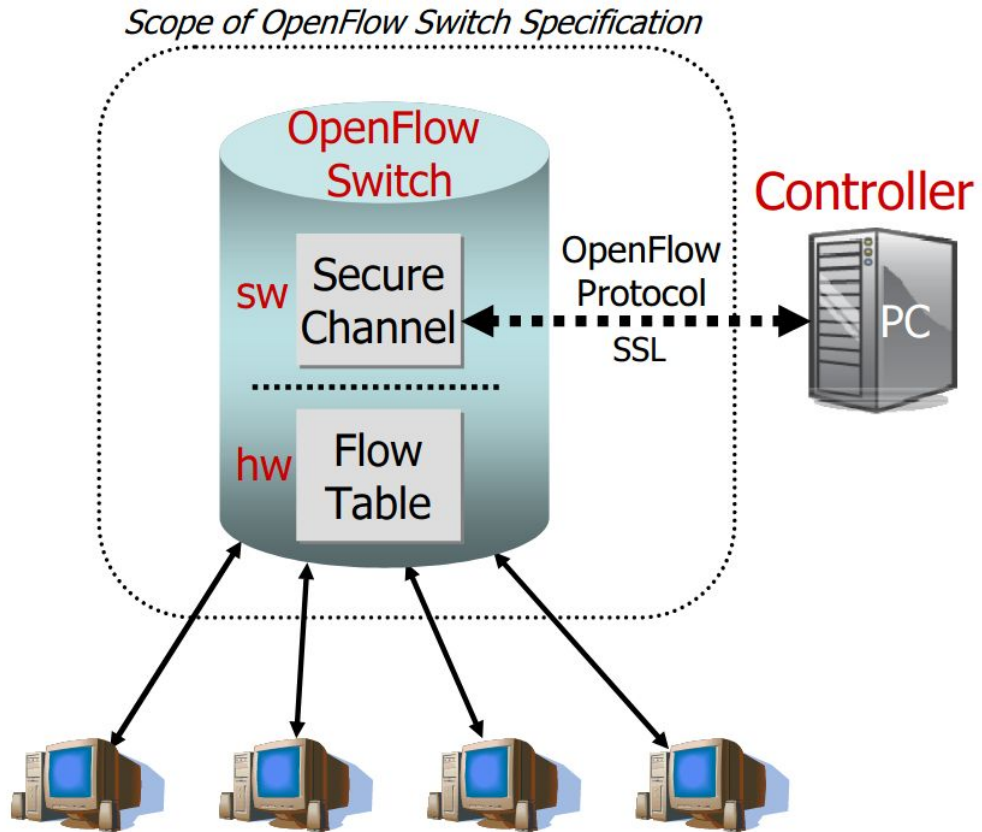 Scope of OpenFlow Switch Specification
OpenFlow
Switch
Controller
sw
Secure
Channel
OpenFlow
Protocol
SSL
PC
hw
Flow
Table